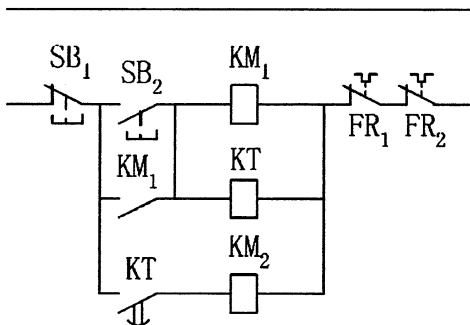 SB₁ SB₂ KM₁
FR₁ FR₂
KM₁ KT
KT KM₂